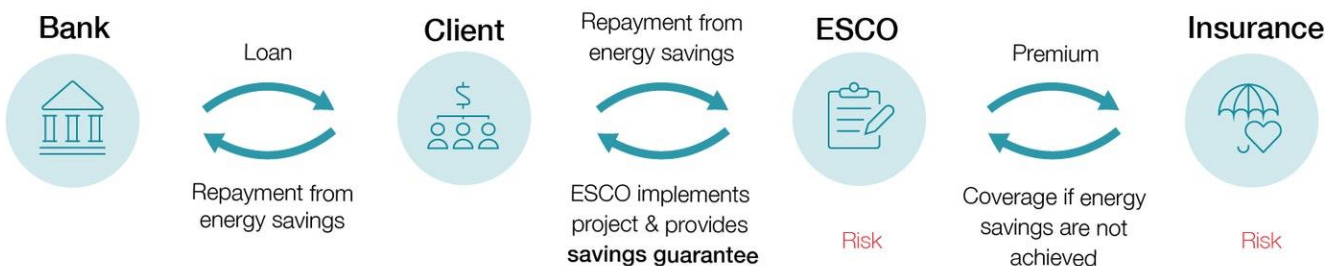 Bank
Loan
Repayment from
energy savings
Client
$
Repayment from
energy savings
ESCO implements
project & provides
savings guarantee
ESCO
Risk
Premium
Coverage if energy
savings are not
achieved
Insurance
Risk